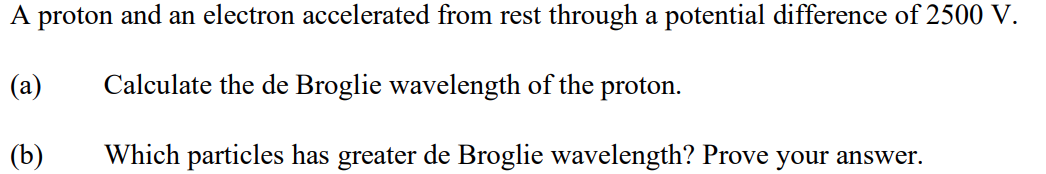 A proton and an electron accelerated from rest through a potential difference of 2500 V.
(a) Calculate the de Broglie wavelength of the proton.
(b) Which particles has greater de Broglie wavelength? Prove your answer.